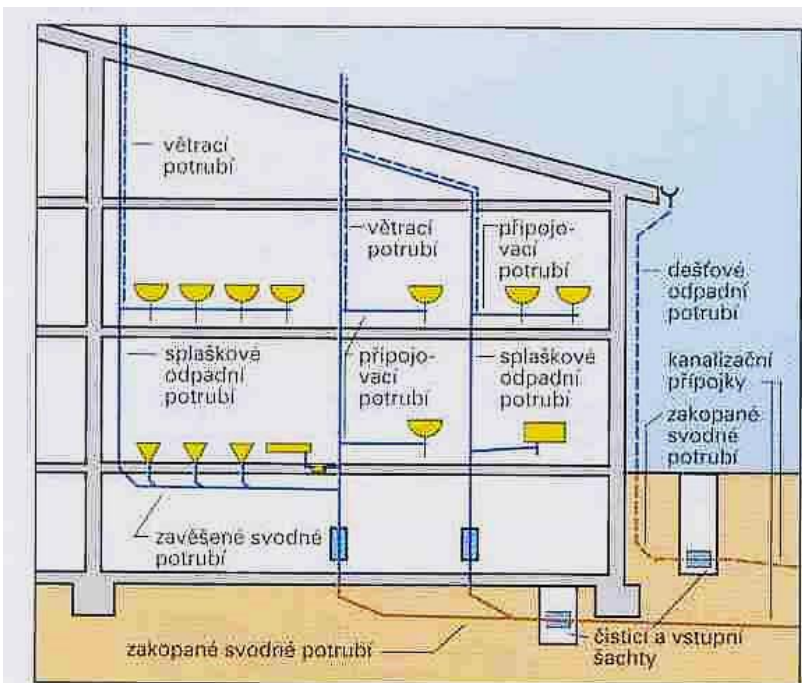 větrací
potrubí
větrací
potrubí
připojo-
vací
potrubí
dešťové
odpadní
potrubí
splaškové
odpadní
potrubí
připojo-
vací
potrubí
splaškové
odpadní
potrubí
kanalizační
přípojky
zakopané
svodné
potrubí
zavěšené svodné
potrubí
zakopané svodné potrubí
čisticí a vstupní
šachty